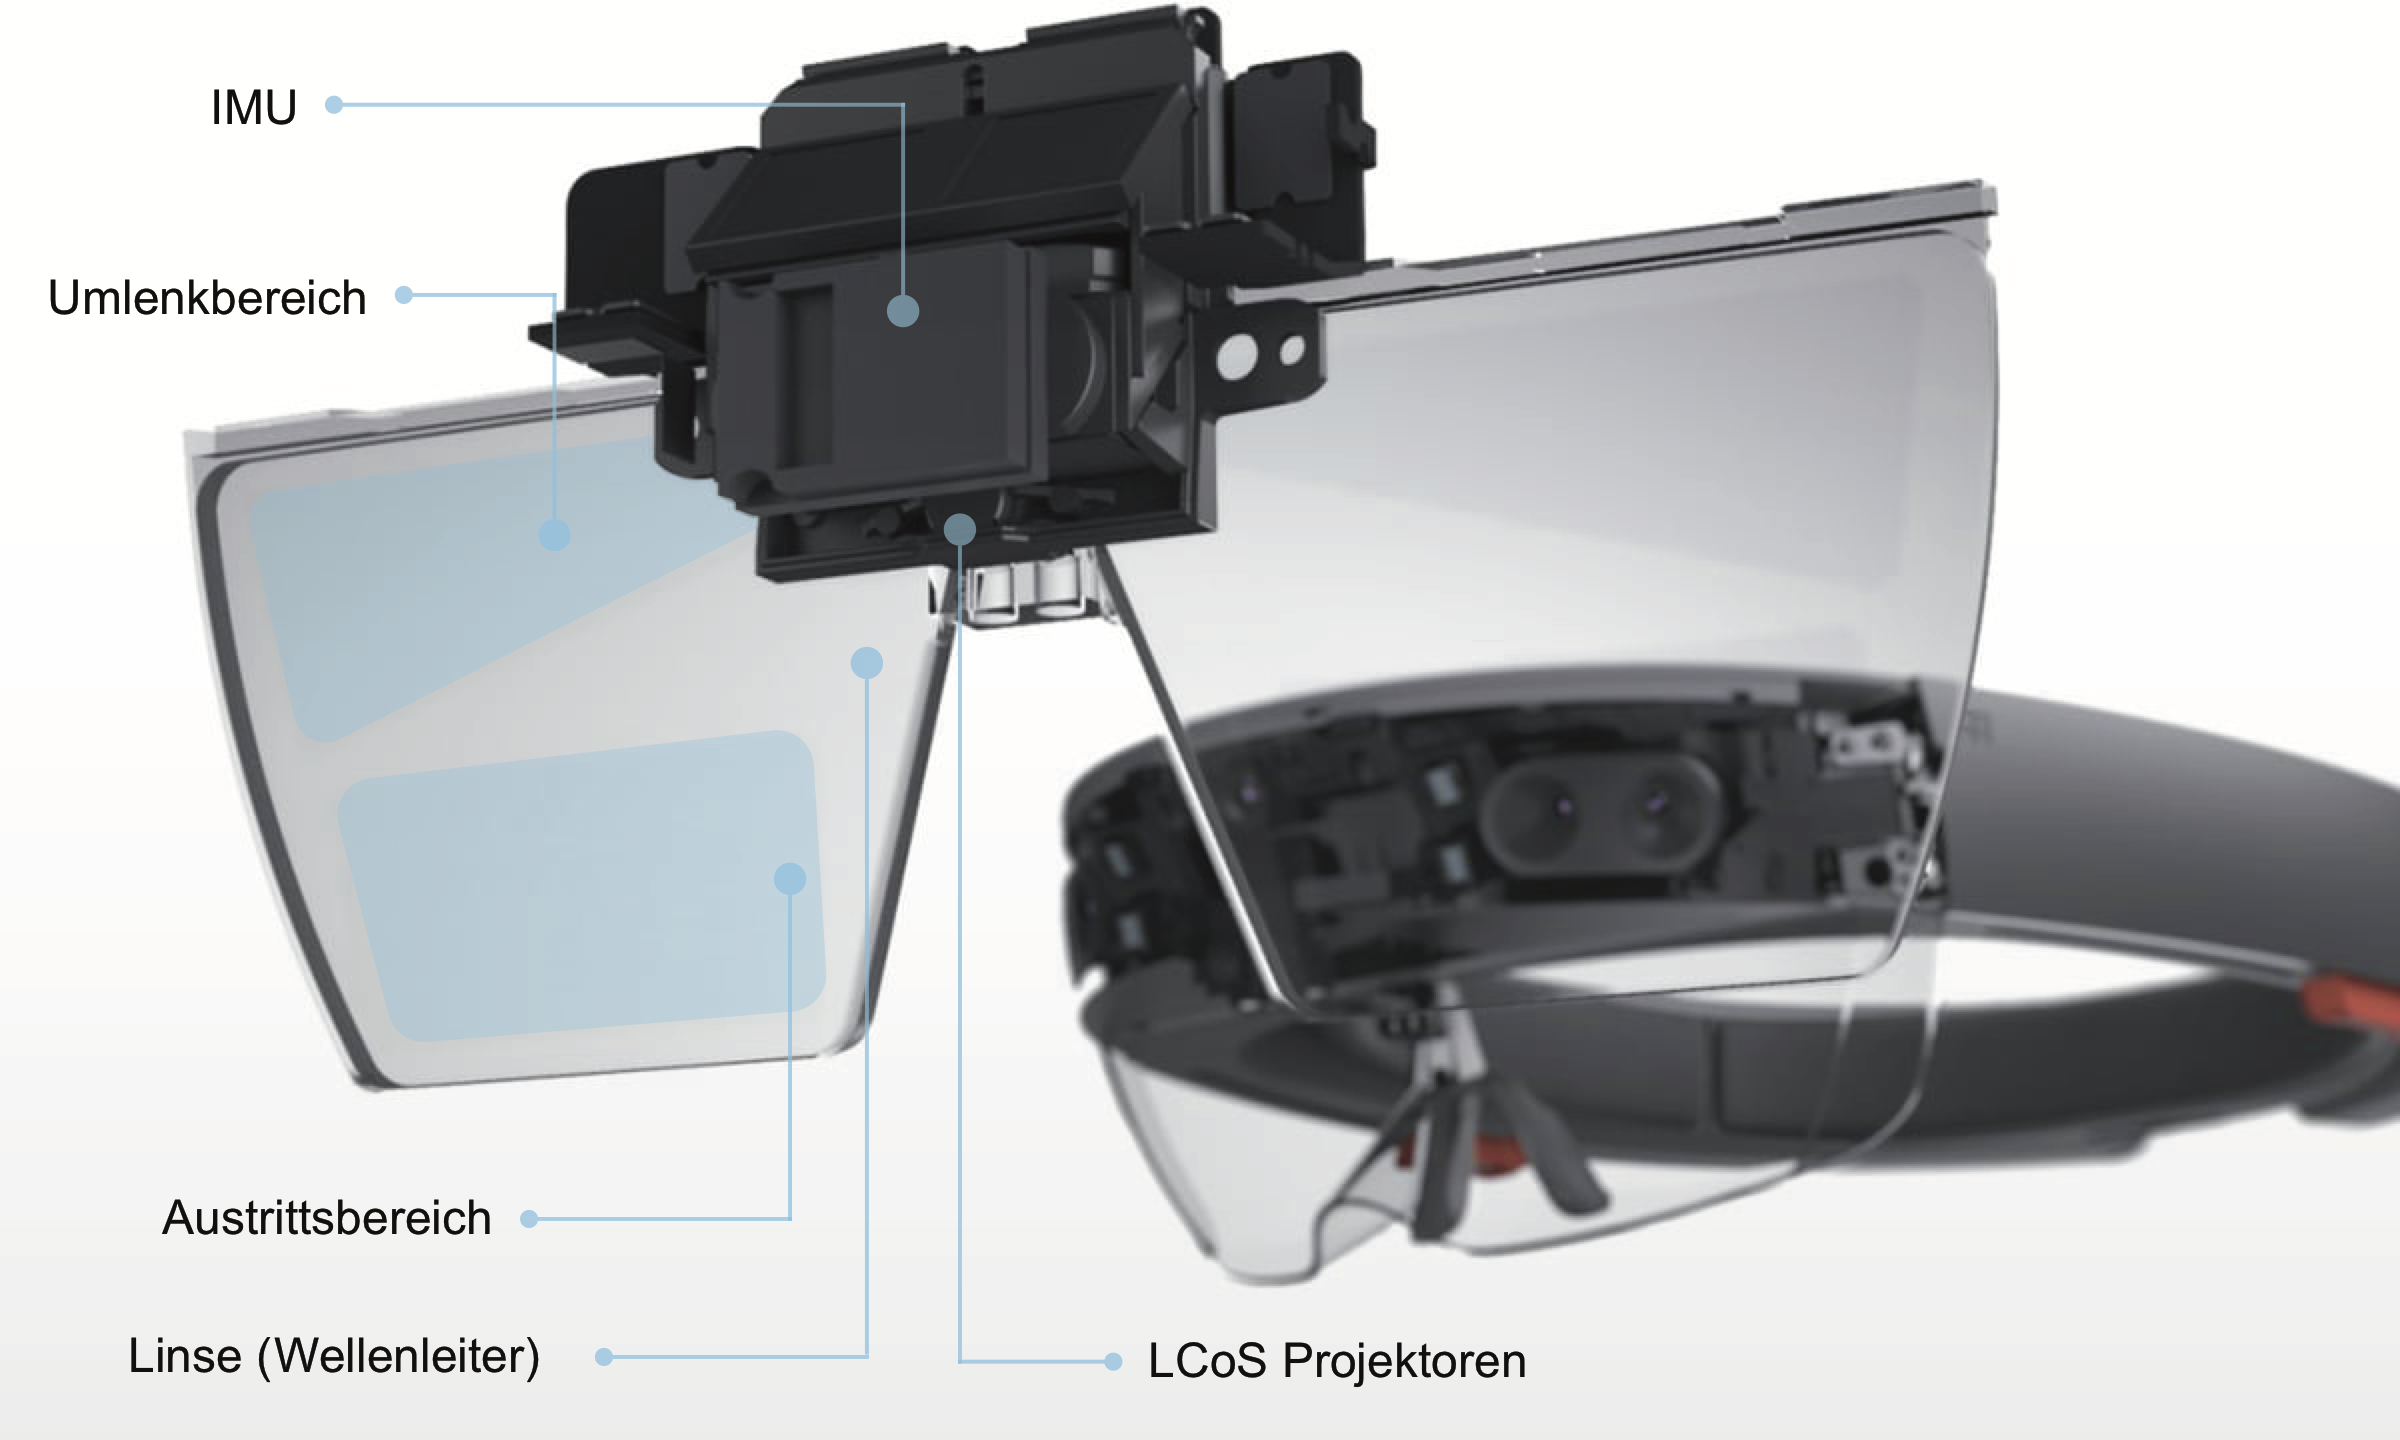 IMU
Umlenkbereich
Austrittsbereich
Linse (Wellenleiter)
LCoS Projektoren